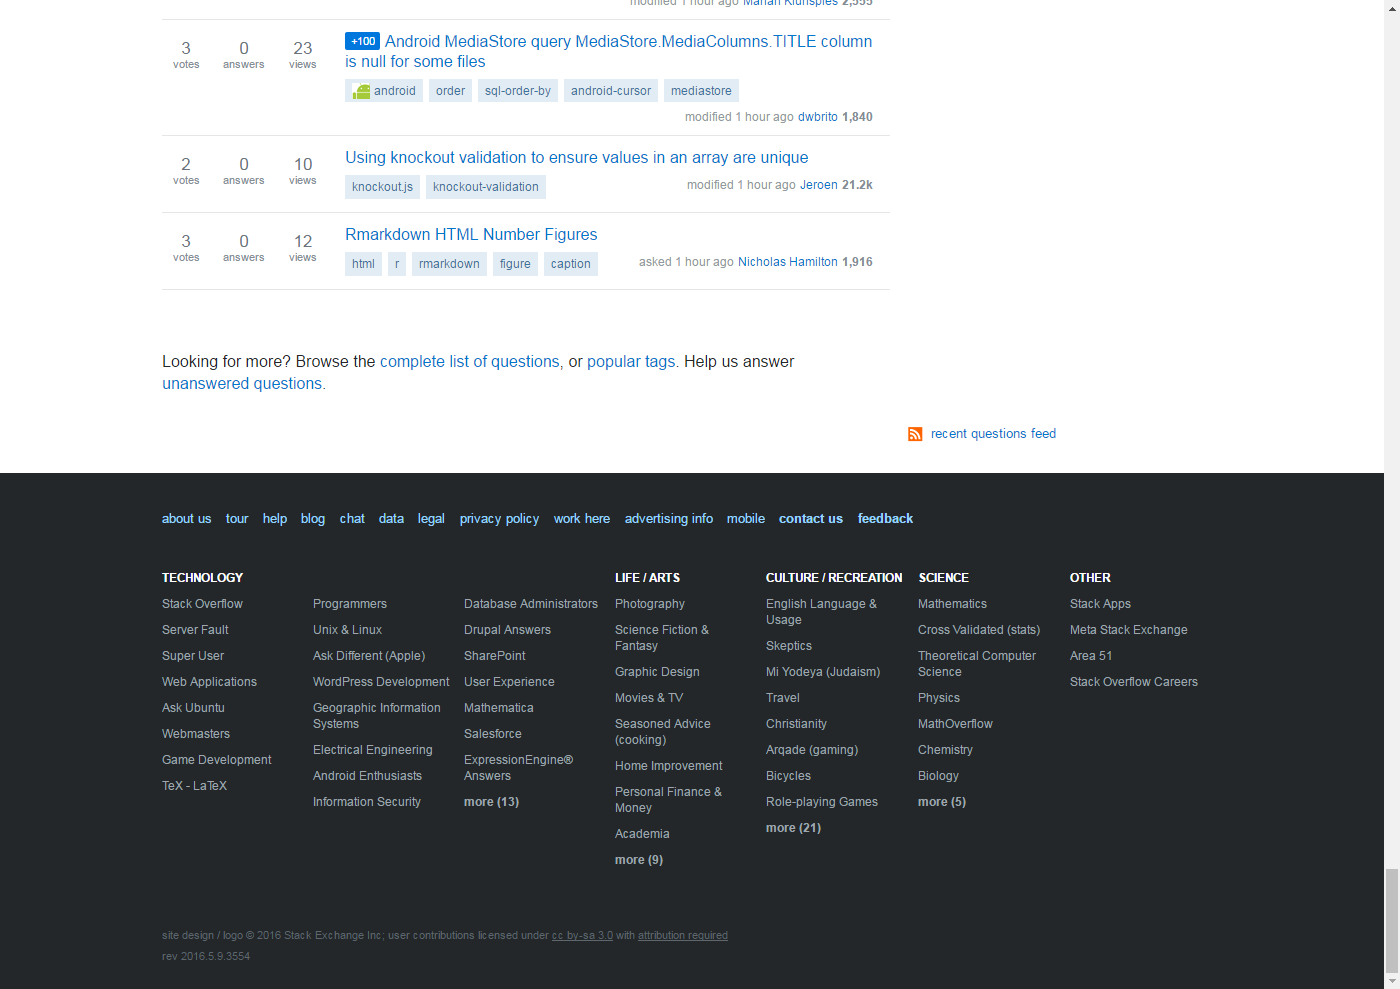 modified 1 hour ago Marian Klühspies 2,555
3 0 23 +100 Android MediaStore query MediaStore.MediaColumns.TITLE column
votes answers views is null for some files
android order sql-order-by android-cursor mediastore
modified 1 hour ago dwbrito 1,840
2 0 10 Using knockout validation to ensure values in an array are unique
votes answers views
knockout.js knockout-validation modified 1 hour ago Jeroen 21.2k
3 0 12 Rmarkdown HTML Number Figures
votes answers views
html r rmarkdown figure caption asked 1 hour ago Nicholas Hamilton 1,916
Looking for more? Browse the complete list of questions, or popular tags. Help us answer
unanswered questions.
recent questions feed
about us tour help blog chat data legal privacy policy work here advertising info mobile contact us feedback
TECHNOLOGY
Stack Overflow
Server Fault
Super User
Web Applications
Ask Ubuntu
Webmasters
Game Development
TeX - LaTeX
Programmers
Unix & Linux
Ask Different (Apple)
WordPress Development
Geographic Information
Systems
Electrical Engineering
Android Enthusiasts
Information Security
Database Administrators
Drupal Answers
SharePoint
User Experience
Mathematica
Salesforce
ExpressionEngine®
Answers
more (13)
LIFE / ARTS
Photography
Science Fiction &
Fantasy
Graphic Design
Movies & TV
Seasoned Advice
(cooking)
Home Improvement
Personal Finance &
Money
Academia
more (9)
CULTURE / RECREATION
English Language &
Usage
Skeptics
Mi Yodeya (Judaism)
Travel
Christianity
Arqade (gaming)
Bicycles
Role-playing Games
more (21)
SCIENCE
Mathematics
Cross Validated (stats)
Theoretical Computer
Science
Physics
MathOverflow
Chemistry
Biology
more (5)
OTHER
Stack Apps
Meta Stack Exchange
Area 51
Stack Overflow Careers
site design / logo © 2016 Stack Exchange Inc; user contributions licensed under cc by-sa 3.0 with attribution required
rev 2016.5.9.3554